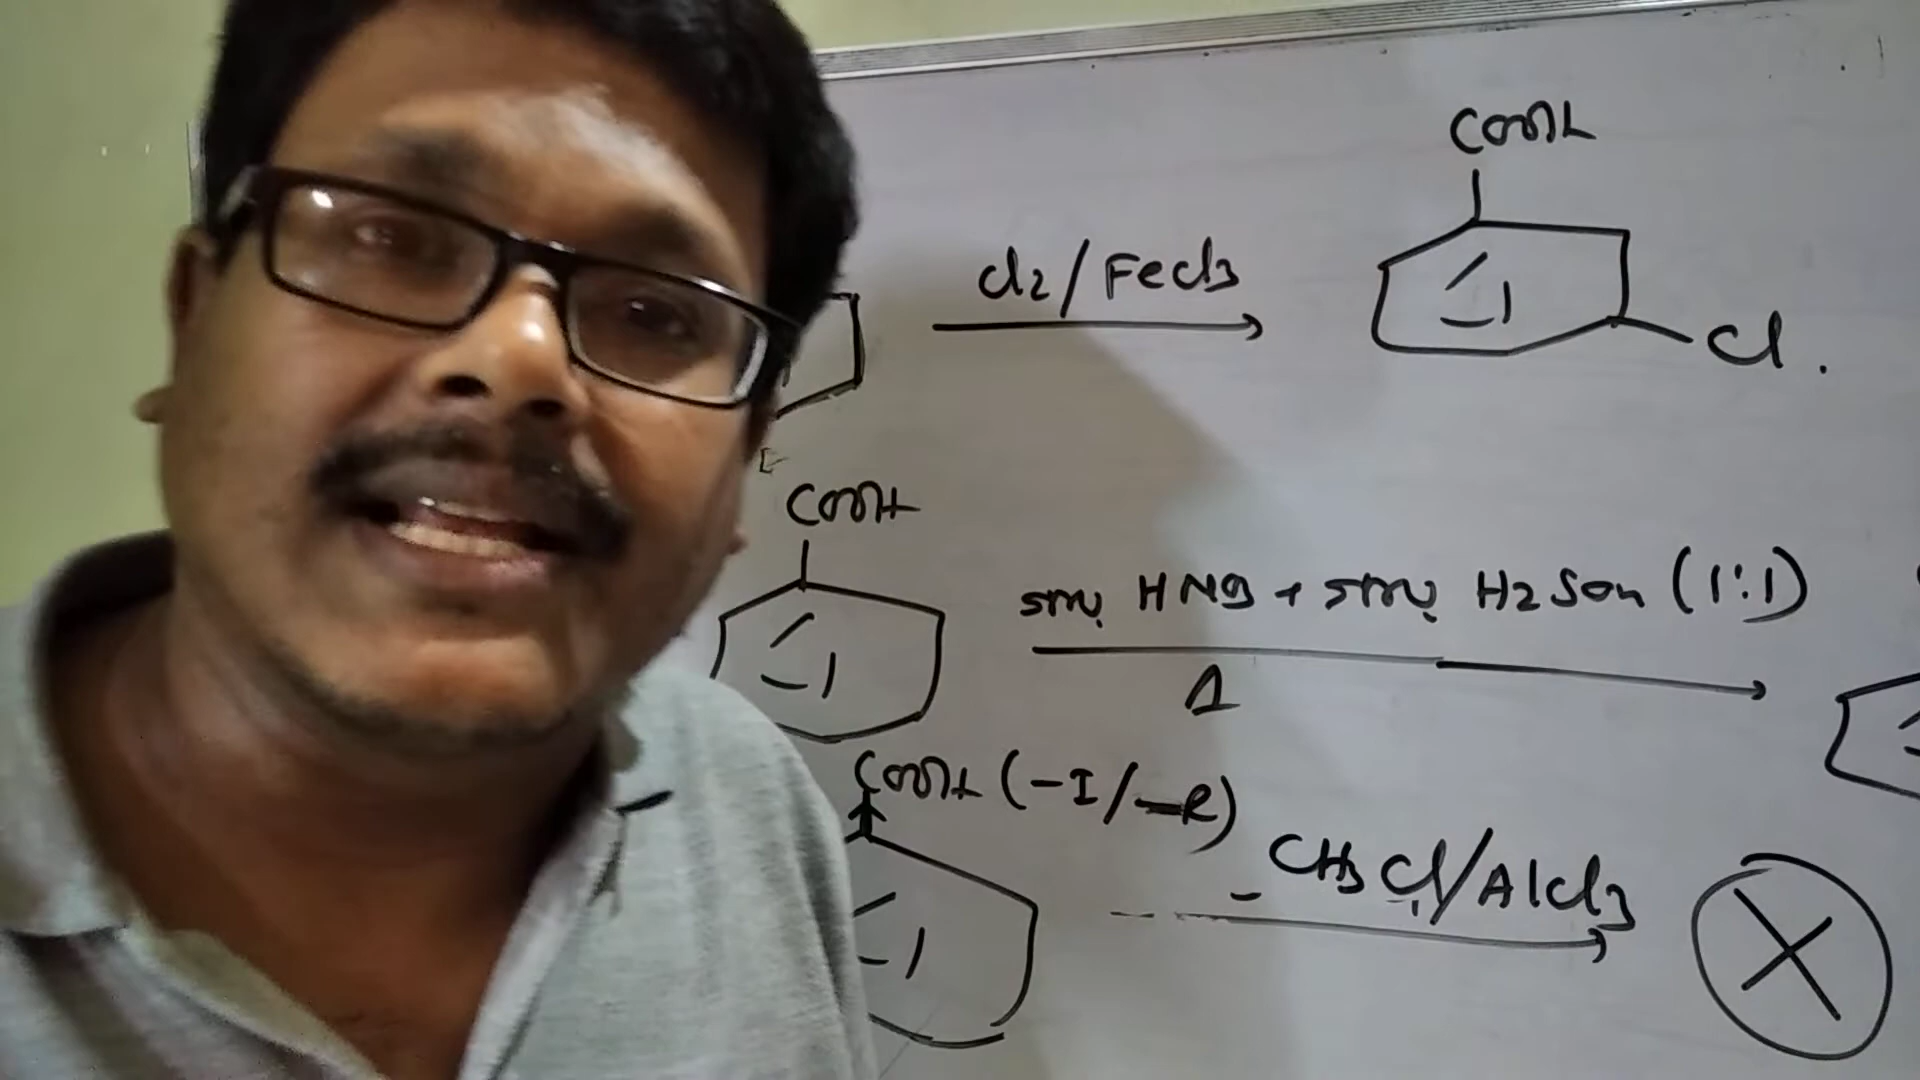 COOH
Cl2/FeCl3
Cl.
COOH
HNO3 + H2SO4 (1:1)
Δ
COOH (-I/-R)
CH3Cl/AlCl3